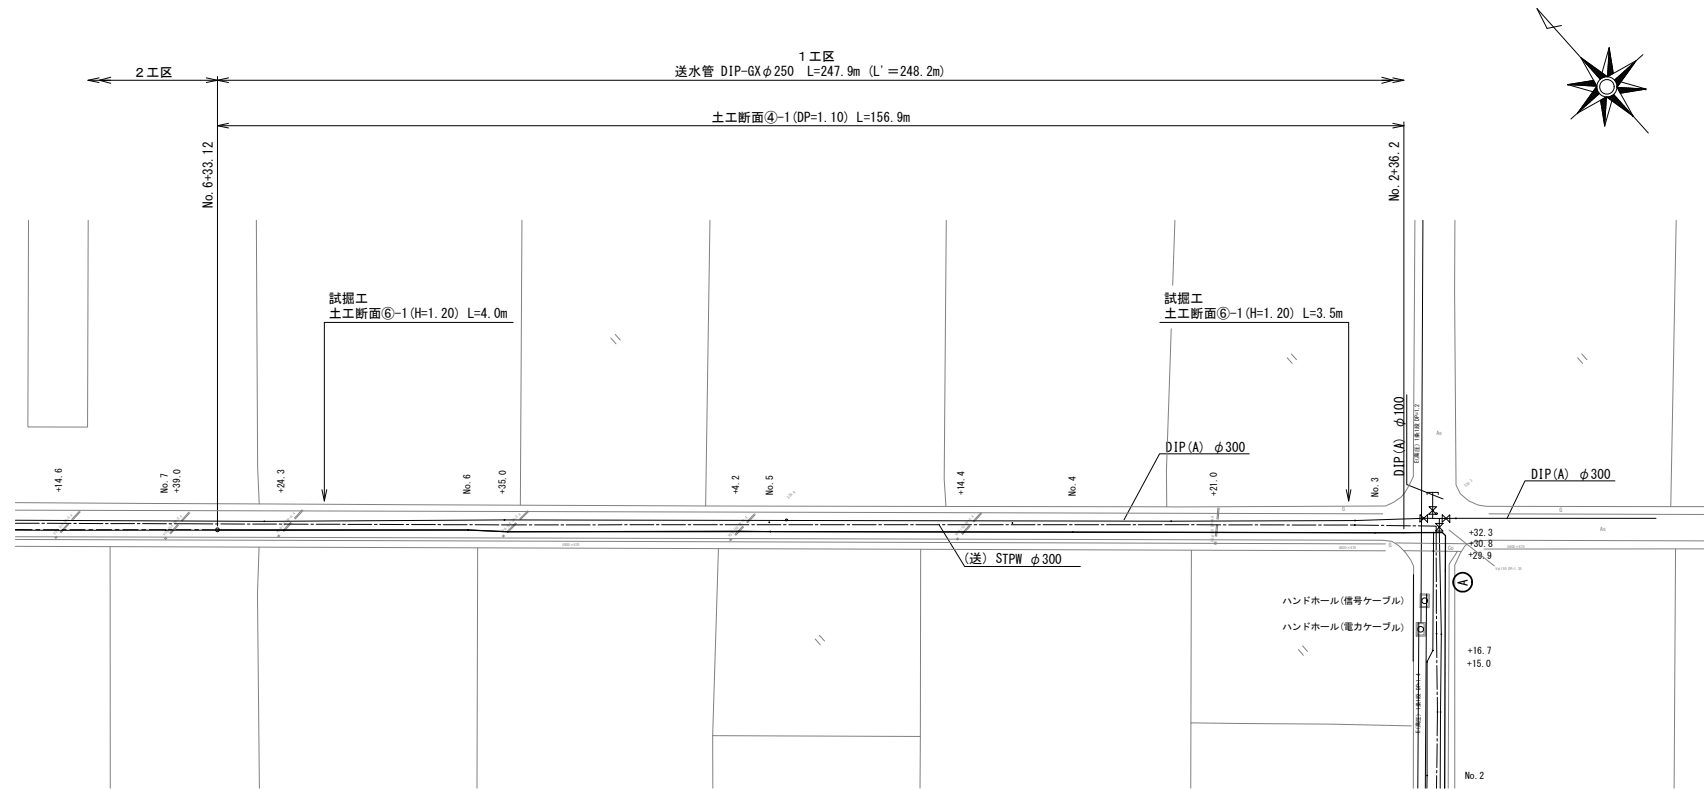 1工区
2工区
送水管 DIP-GXφ250 L=247.9m (L'=248.2m)
土工断面④-1(DP=1.10) L=156.9m
No.6+33.12
No.2+36.2
試掘工
土工断面⑥-1(H=1.20) L=4.0m
試掘工
土工断面⑥-1(H=1.20) L=3.5m
DIP(A) φ100
DIP(A) φ300
DIP(A) φ300
+14.6
No.7
+39.0
+24.3
No.6
+35.0
+4.2
No.5
+14.4
No.4
+21.0
No.3
(送) STPW φ300
+32.3
+30.8
+29.9
A
ハンドホール(信号ケーブル)
ハンドホール(電力ケーブル)
+16.7
+15.0
No.2
As
As
Co
G
G